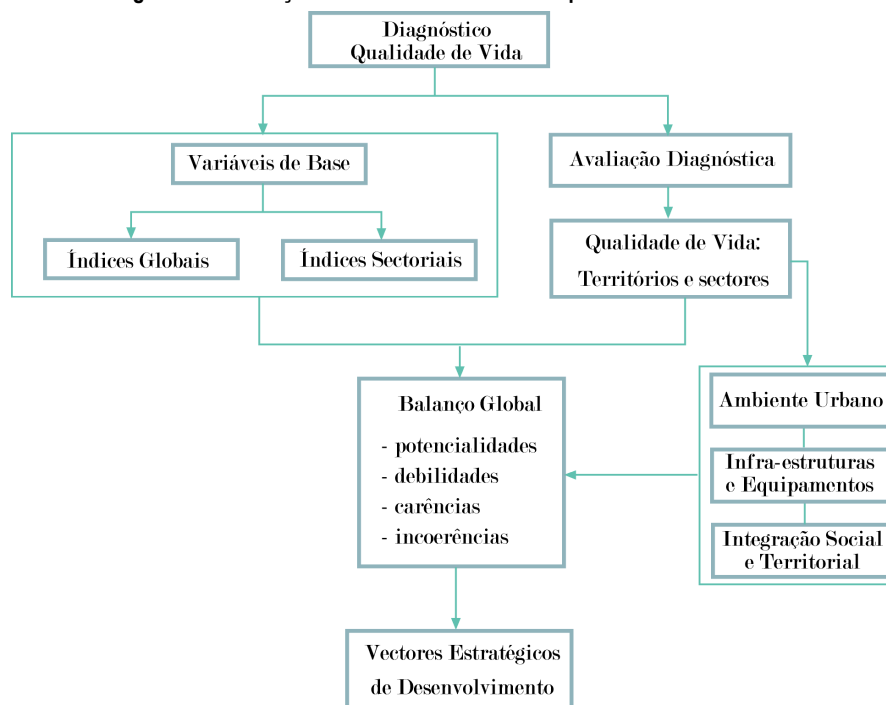 Diagnóstico
Qualidade de Vida
Variáveis de Base
Avaliação Diagnóstica
Índices Globais
Índices Sectoriais
Qualidade de Vida:
Territórios e sectores
Balanço Global
- potencialidades
- debilidades
- carências
- incoerências
Ambiente Urbano
Infra-estruturas
e Equipamentos
Integração Social
e Territorial
Vectores Estratégicos
de Desenvolvimento